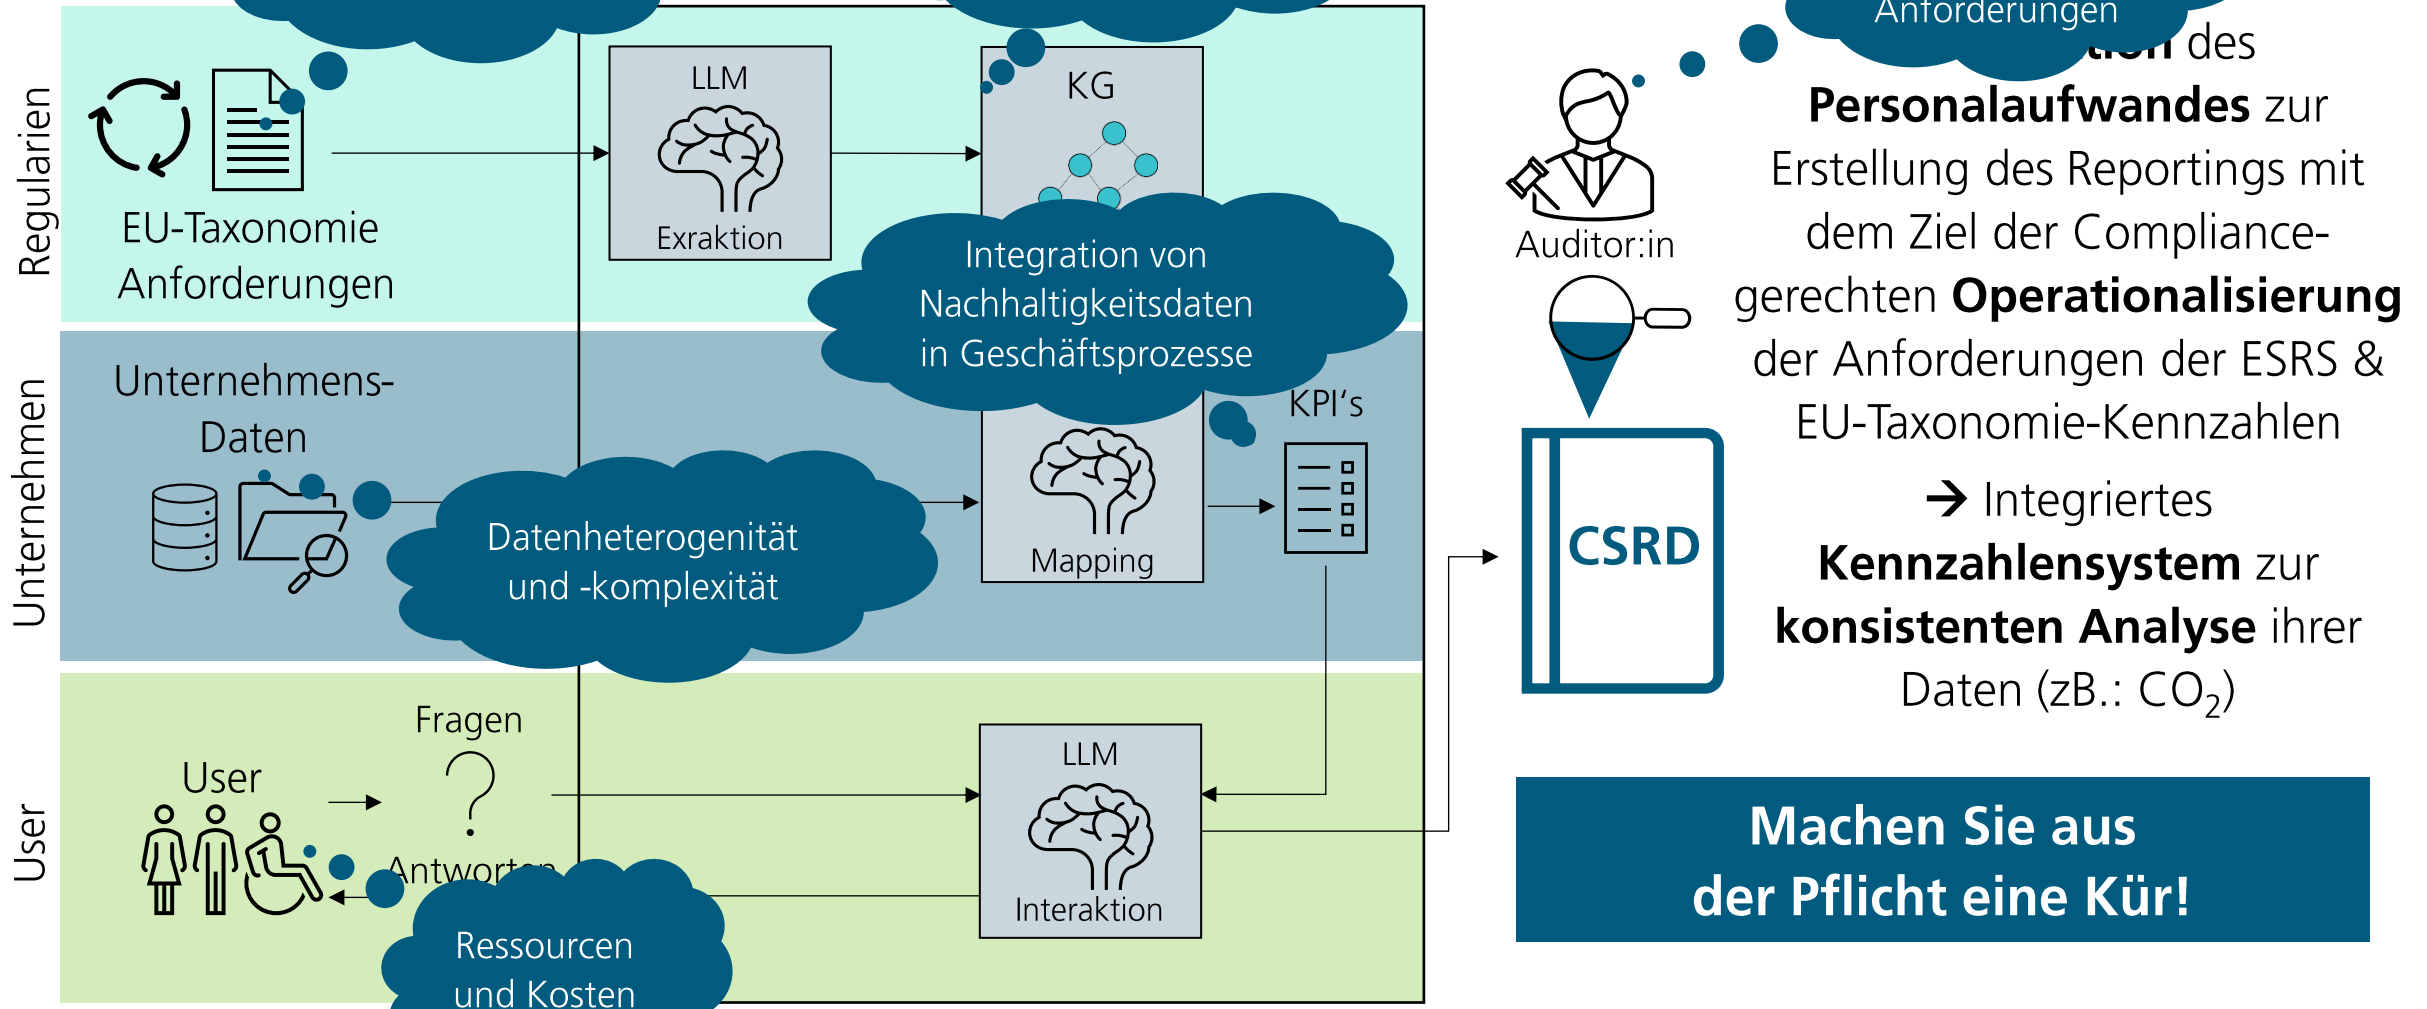 Regularien
EU-Taxonomie
Anforderungen
LLM
Exraktion
KG
Integration von
Nachhaltigkeitsdaten
in Geschäftsprozesse
Unternehmen
Unternehmens-
Daten
Datenheterogenität
und -komplexität
Mapping
KPI‘s
User
User
Fragen
?
Antworten
Ressourcen
und Kosten
LLM
Interaktion
Anforderungen
Auditor:in
CSRD
des
Personalaufwandes zur
Erstellung des Reportings mit
dem Ziel der Compliance-
gerechten Operationalisierung
der Anforderungen der ESRS &
EU-Taxonomie-Kennzahlen
→ Integriertes
Kennzahlensystem zur
konsistenten Analyse ihrer
Daten (zB.: CO₂)
Machen Sie aus
der Pflicht eine Kür!